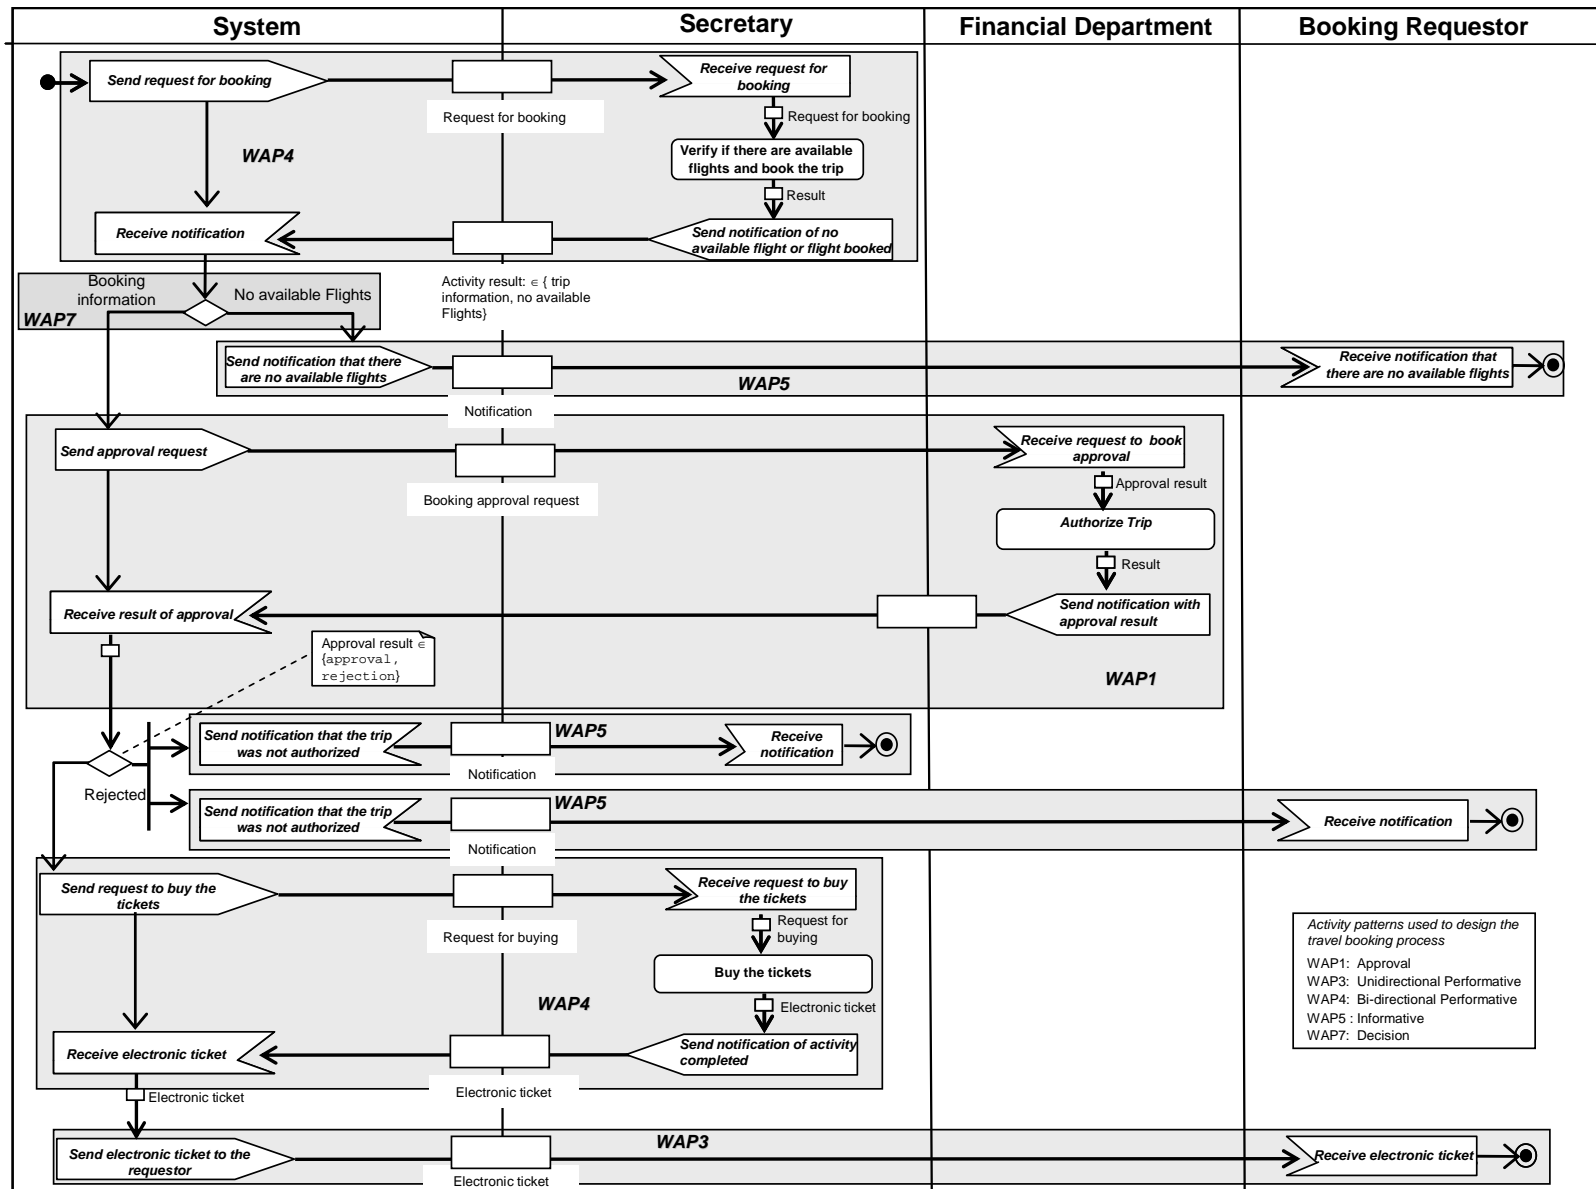 System
Secretary
Financial Department
Booking Requestor
Send request for booking
Receive request for
booking
Request for booking
Request for booking
WAP4
Verify if there are available
flights and book the trip
Result
Receive notification
Send notification of no
available flight or flight booked
Booking
information
No available Flights
WAP7
Activity result: ∈ { trip
information, no available
Flights}
Send notification that there
are no available flights
WAP5
Receive notification that
there are no available flights
Notification
Send approval request
Receive request to book
approval
Booking approval request
Approval result
Authorize Trip
Result
Receive result of approval
Send notification with
approval result
Approval result ∈
{approval,
rejection}
WAP1
Send notification that the trip
was not authorized
WAP5
Receive
notification
Notification
Rejected
Send notification that the trip
was not authorized
WAP5
Receive notification
Notification
Send request to buy the
tickets
Receive request to buy
the tickets
Request for buying
Request for
buying
Buy the tickets
WAP4
Electronic ticket
Receive electronic ticket
Send notification of activity
completed
Electronic ticket
Electronic ticket
Activity patterns used to design the
travel booking process
WAP1: Approval
WAP3: Unidirectional Performative
WAP4: Bi-directional Performative
WAP5 : Informative
WAP7: Decision
Send electronic ticket to the
requestor
WAP3
Receive electronic ticket
Electronic ticket